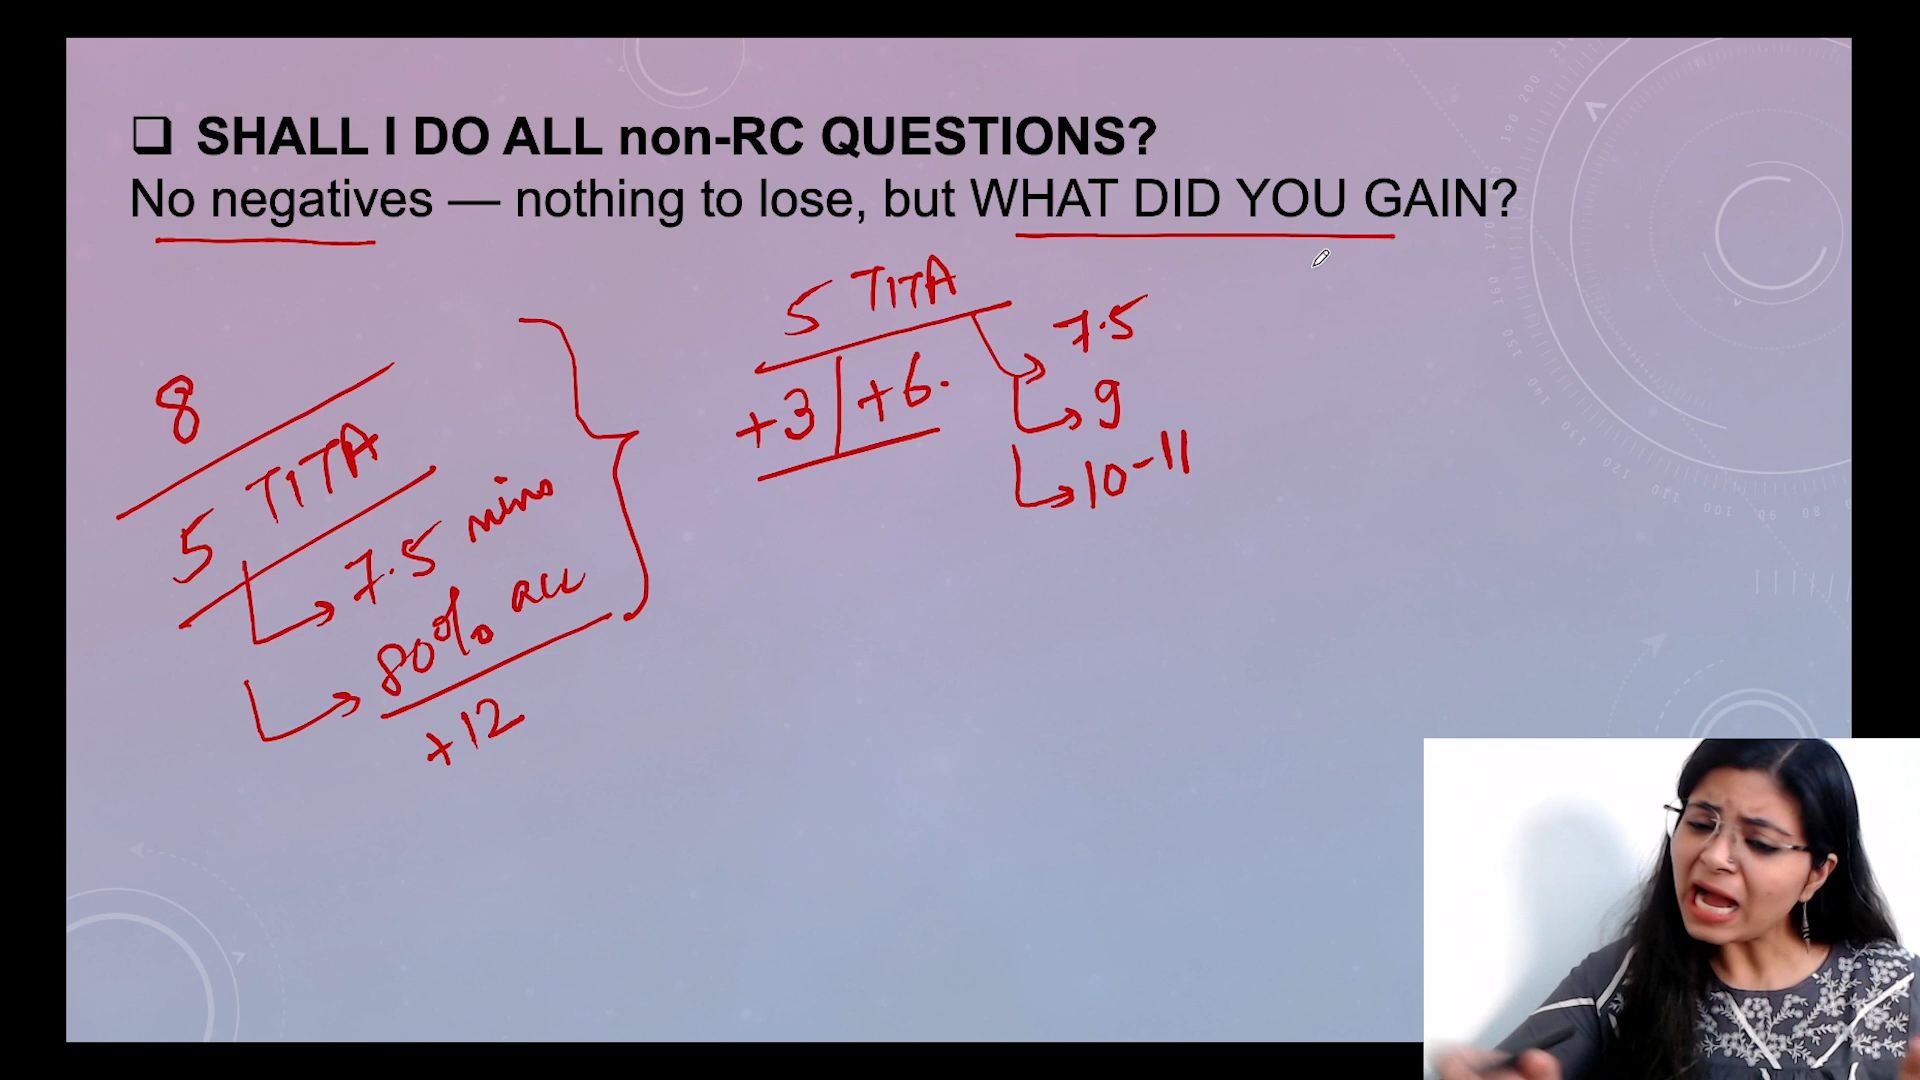 SHALL I DO ALL non-RC QUESTIONS?
No negatives — nothing to lose, but WHAT DID YOU GAIN?
8
5 TITA
7.5 mins
80% acc
+12
5 TITA
+3 | +6.
7.5
9
10-11